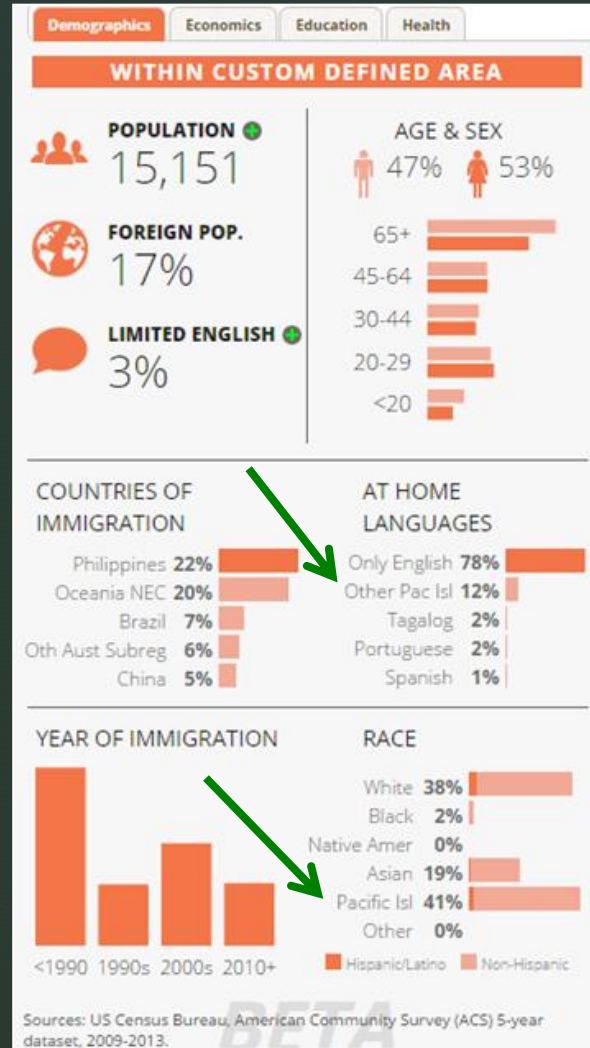 Demographics Economics Education Health
WITHIN CUSTOM DEFINED AREA
POPULATION
15,151
FOREIGN POP.
17%
LIMITED ENGLISH
3%
AGE & SEX
47% 53%
65+
45-64
30-44
20-29
<20
COUNTRIES OF
IMMIGRATION
Philippines 22%
Oceania NEC 20%
Brazil 7%
Oth Aust Subreg 6%
China 5%
AT HOME
LANGUAGES
Only English 78%
Other Pac Isl 12%
Tagalog 2%
Portuguese 2%
Spanish 1%
YEAR OF IMMIGRATION
<1990 1990s 2000s 2010+
RACE
White 38%
Black 2%
Native Amer 0%
Asian 19%
Pacific Isl 41%
Other 0%
Hispanic/Latino Non-Hispanic
BETA
Sources: US Census Bureau, American Community Survey (ACS) 5-year
dataset, 2009-2013.